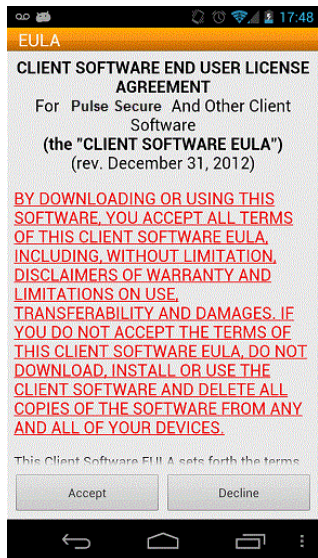 17:48
EULA
CLIENT SOFTWARE END USER LICENSE
AGREEMENT
For Pulse Secure And Other Client
Software
(the "CLIENT SOFTWARE EULA")
(rev. December 31, 2012)
BY DOWNLOADING OR USING THIS
SOFTWARE, YOU ACCEPT ALL TERMS
OF THIS CLIENT SOFTWARE EULA,
INCLUDING, WITHOUT LIMITATION,
DISCLAIMERS OF WARRANTY AND
LIMITATIONS ON USE,
TRANSFERABILITY AND DAMAGES. IF
YOU DO NOT ACCEPT THE TERMS OF
THIS CLIENT SOFTWARE EULA, DO NOT
DOWNLOAD, INSTALL OR USE THE
CLIENT SOFTWARE AND DELETE ALL
COPIES OF THE SOFTWARE FROM ANY
AND ALL OF YOUR DEVICES.
This Client Software EULA sets forth the terms
Accept Decline